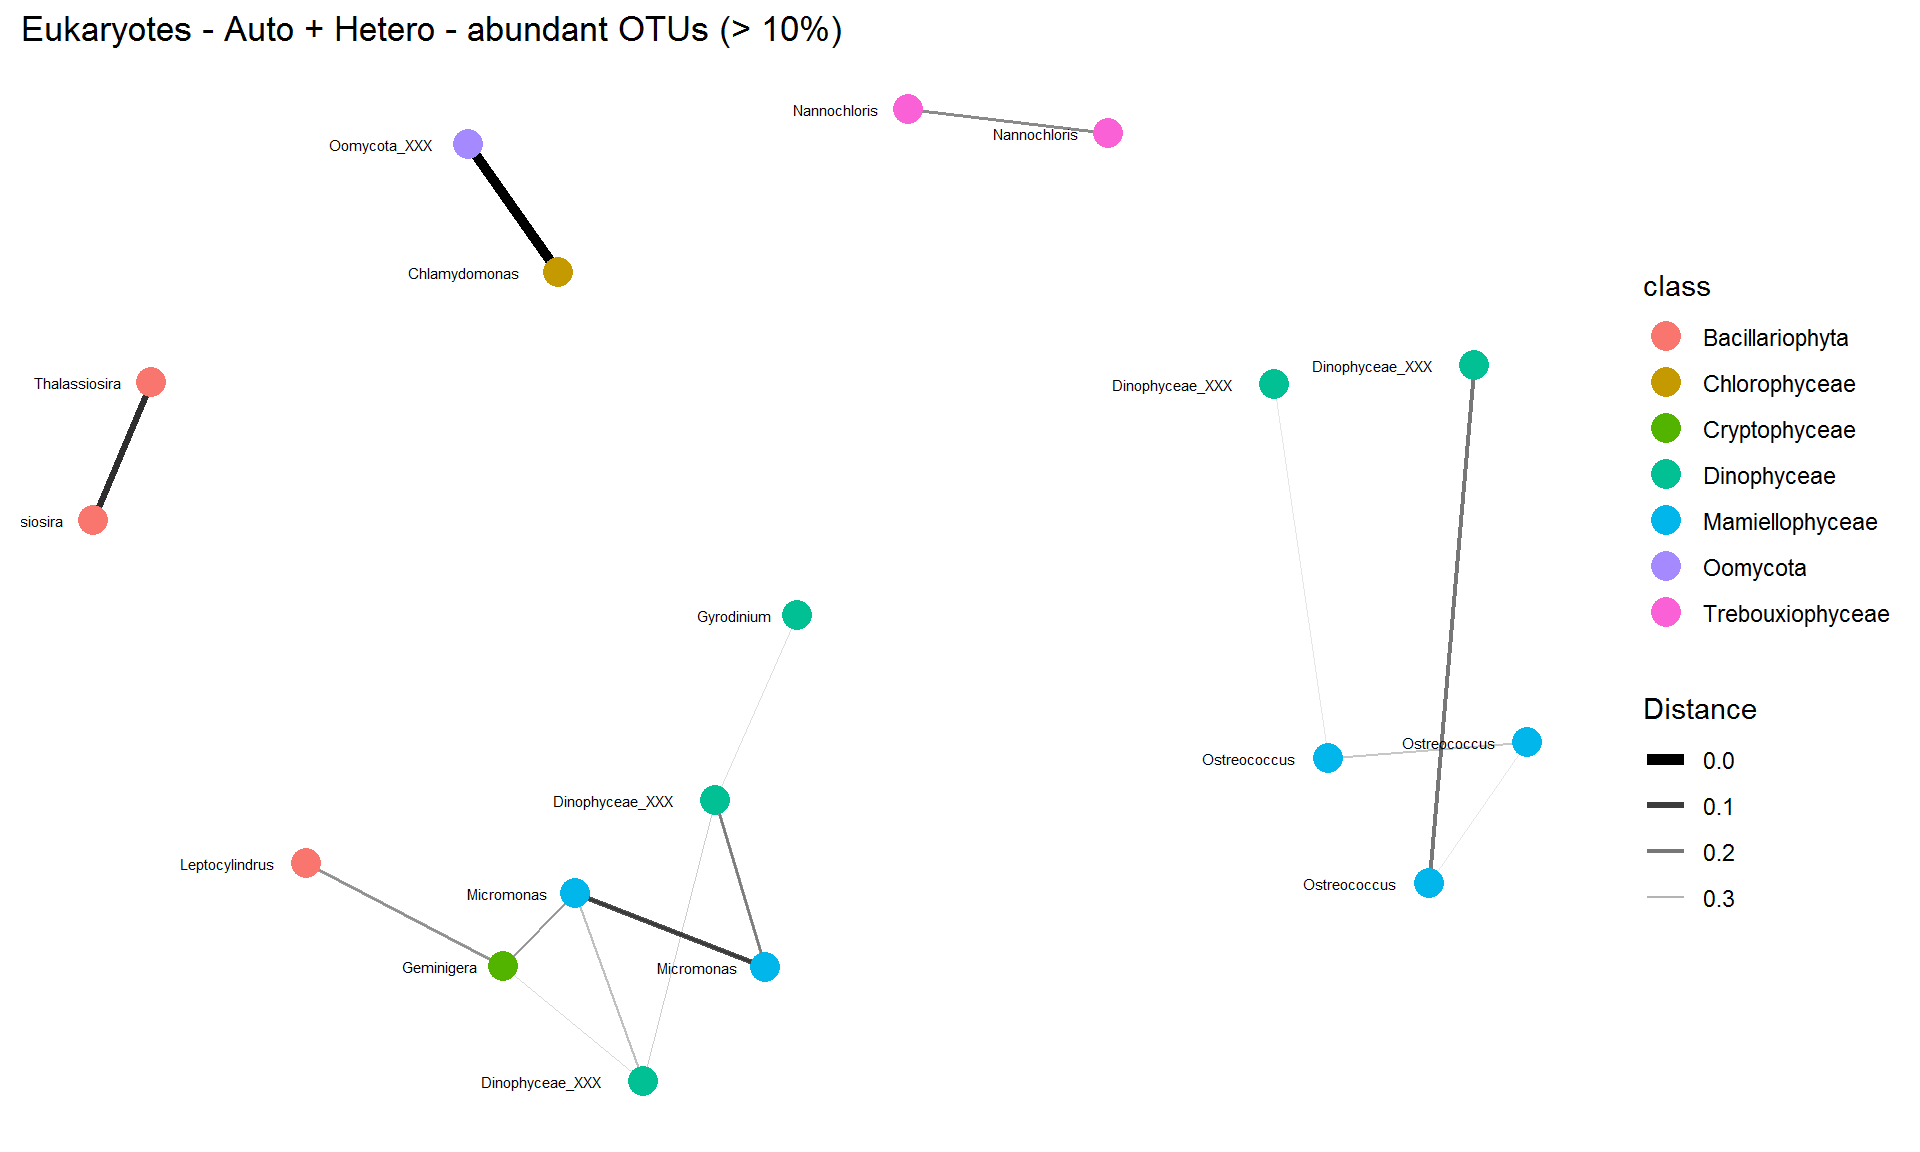 Eukaryotes - Auto + Hetero - abundant OTUs (> 10%)
Nannochloris
Nannochloris
Oomycota_XXX
Chlamydomonas
Thalassiosira
siosira
Dinophyceae_XXX
Dinophyceae_XXX
Gyrodinium
Ostreococcus
Ostreococcus
Dinophyceae_XXX
Leptocylindrus
Micromonas
Ostreococcus
Geminigera
Micromonas
Dinophyceae_XXX
class
Bacillariophyta
Chlorophyceae
Cryptophyceae
Dinophyceae
Mamiellophyceae
Oomycota
Trebouxiophyceae
Distance
0.0
0.1
0.2
0.3